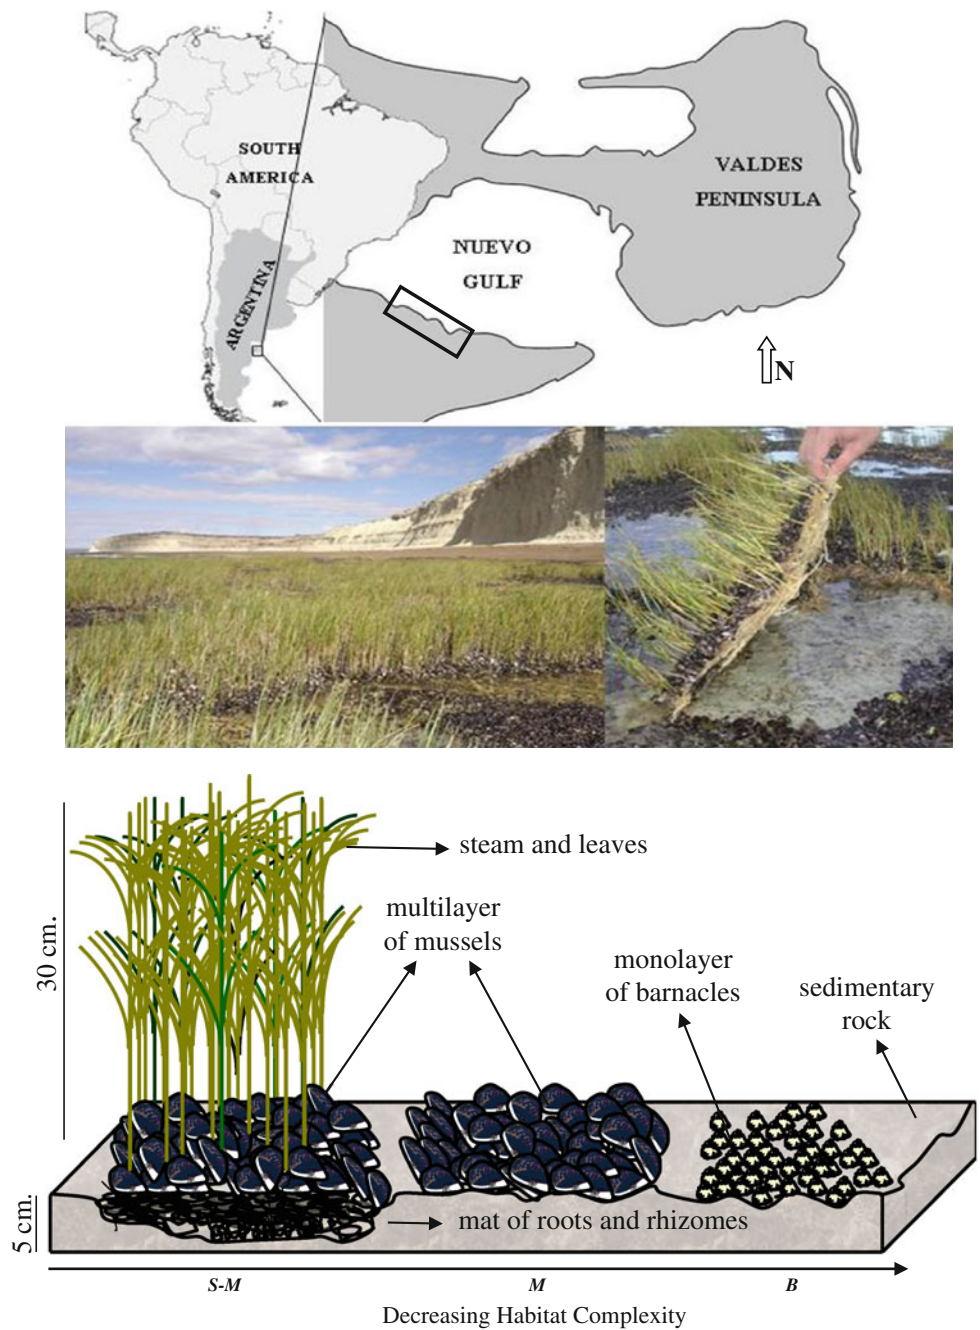 SOUTH
AMERICA
ARGENTINA
VALDES
PENINSULA
NUEVO
GULF
N
steam and leaves
multilayer
of mussels
monolayer
of barnacles
sedimentary
rock
30 cm.
5 cm.
mat of roots and rhizomes
S-M
M
B
Decreasing Habitat Complexity